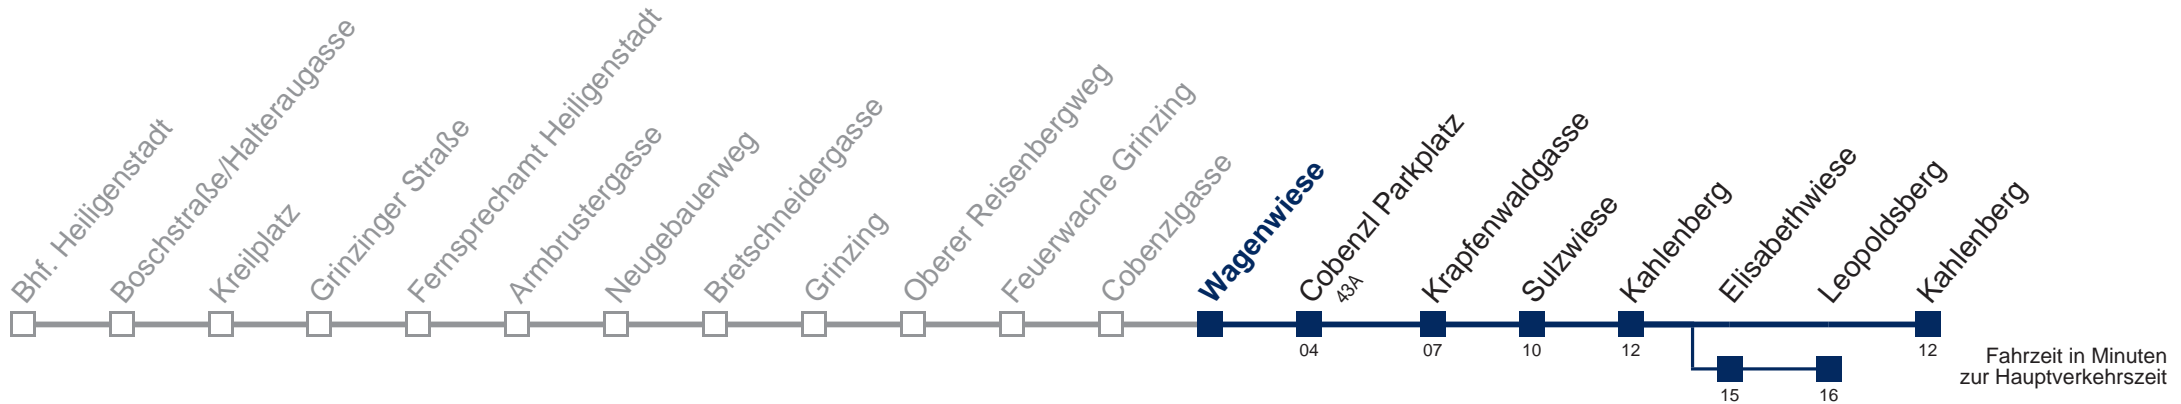 Bhf. Heiligenstadt
Boschstraße/Halteraugasse
Kreilplatz
Grinzinger Straße
Fernsprechamt Heiligenstadt
Armbrustergasse
Neugebauerweg
Bretschneidergasse
Grinzing
Oberer Reisenbergweg
Feuerwache Grinzing
Cobenzlgasse
Wagenwiese
Cobenzl Parkplatz
43A
Krapfenwaldgasse
Sulzwiese
Kahlenberg
Elisabethwiese
Leopoldsberg
Kahlenberg
04
07
10
12
12
15
16
Fahrzeit in Minuten
zur Hauptverkehrszeit